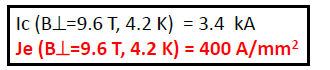 Ic (B⊥=9.6 T, 4.2 K) = 3.4 kA
Je (B⊥=9.6 T, 4.2 K) = 400 A/mm²